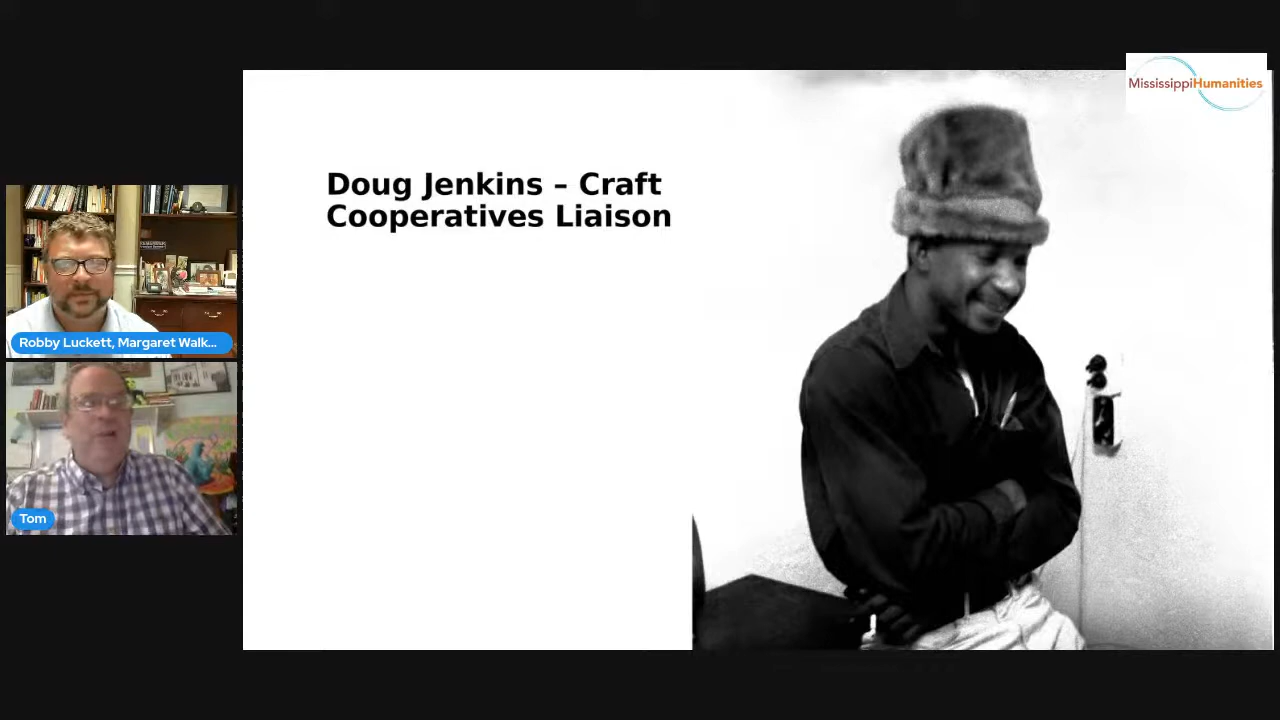 MississippiHumanities
Doug Jenkins – Craft
Cooperatives Liaison
Robby Luckett, Margaret Walk...
Tom